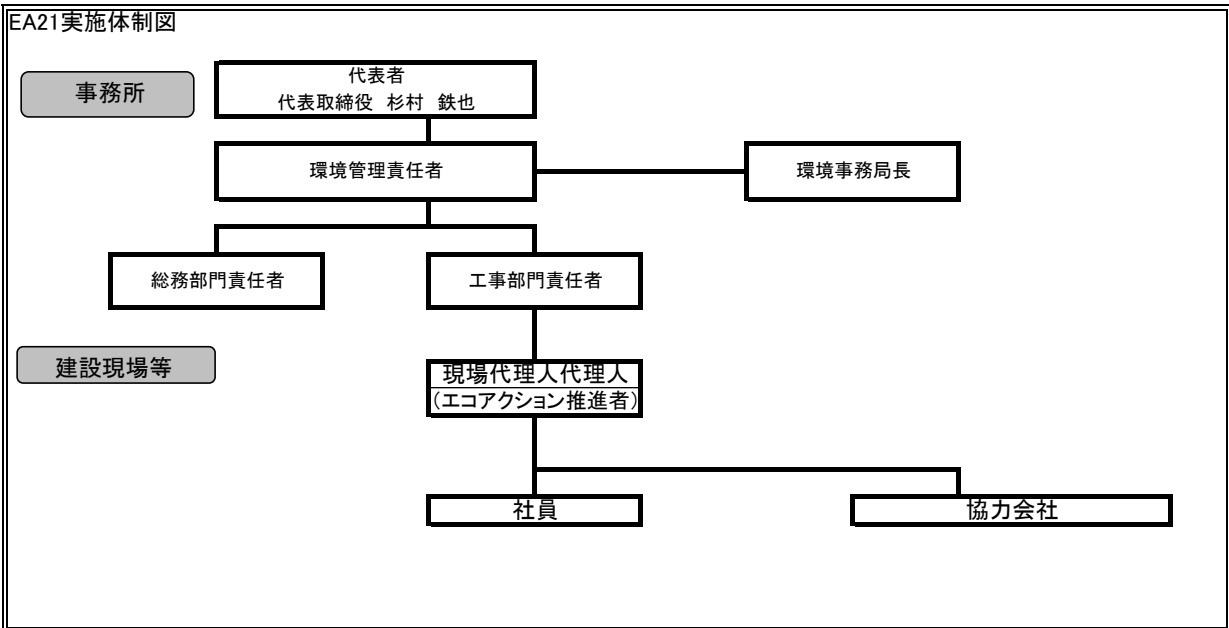 EA21実施体制図
事務所
代表者
代表取締役 杉村 鉄也
環境管理責任者
環境事務局長
総務部門責任者
工事部門責任者
建設現場等
現場代理人代理人
(エコアクション推進者)
社員
協力会社